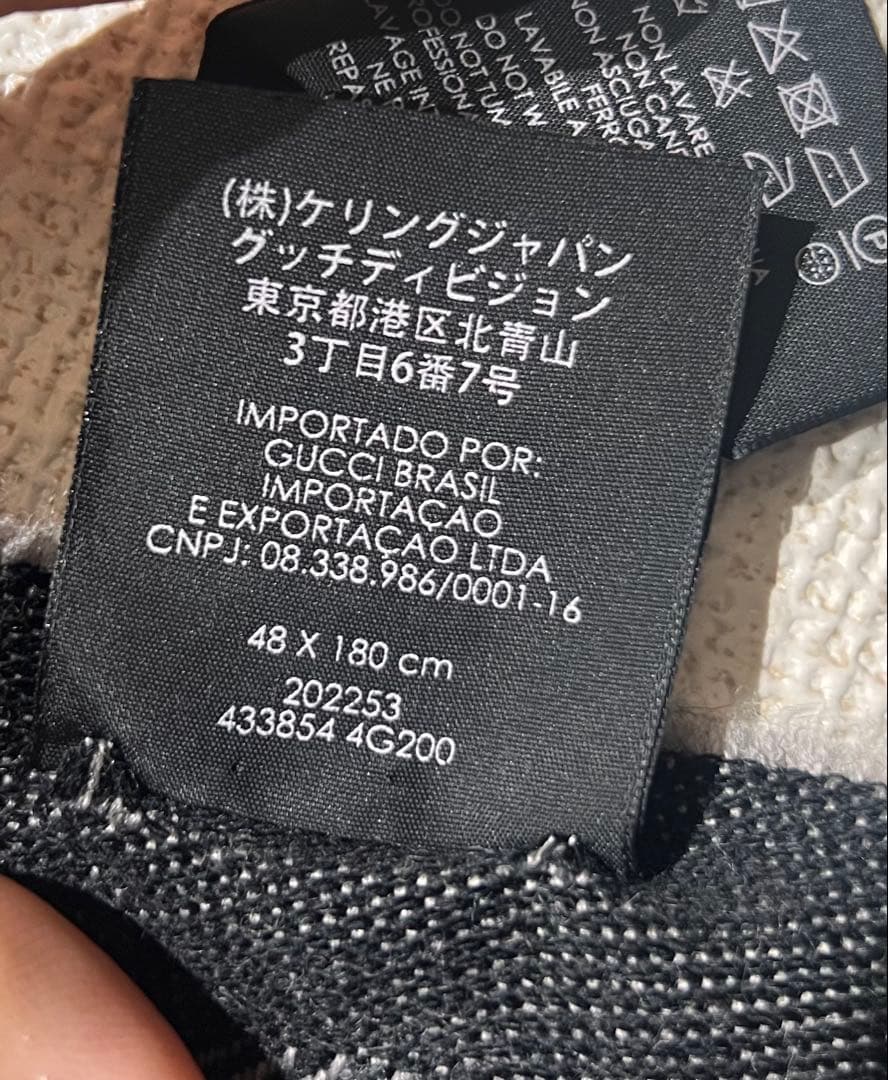 (株)ケリングジャパン
グッチディビジョン
東京都港区北青山
3丁目6番7号
IMPORTADO POR:
GUCCI BRASIL
IMPORTAÇAO
E EXPORTAÇAO LTDA
CNPJ: 08.338.986/0001-16
48 X 180 cm
202253
433854 4G200
NON LAVARE
NON
NON
FERRO
LAVABILE A
DO NOT
DO NOT
LAVAGE
NE
P